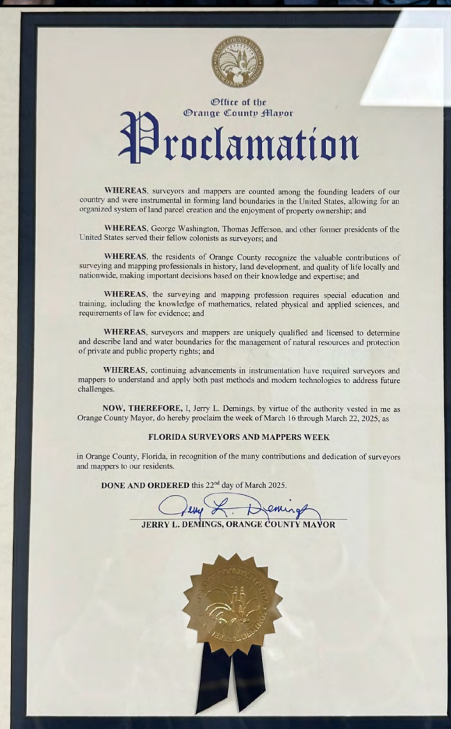 Office of the
Orange County Mayor
Proclamation
WHEREAS, surveyors and mappers are counted among the founding leaders of our
country and were instrumental in forming land boundaries in the United States, allowing for an
organized system of land parcel creation and the enjoyment of property ownership; and
WHEREAS, George Washington, Thomas Jefferson, and other former presidents of the
United States served their fellow colonists as surveyors; and
WHEREAS, the residents of Orange County recognize the valuable contributions of
surveying and mapping professionals in history, land development, and quality of life locally and
nationwide, making important decisions based on their knowledge and expertise; and
WHEREAS, the surveying and mapping profession requires special education and
training, including the knowledge of mathematics, related physical and applied sciences, and
requirements of law for evidence; and
WHEREAS, surveyors and mappers are uniquely qualified and licensed to determine
and describe land and water boundaries for the management of natural resources and protection
of private and public property rights; and
WHEREAS, continuing advancements in instrumentation have required surveyors and
mappers to understand and apply both past methods and modern technologies to address future
challenges.
NOW, THEREFORE, I, Jerry L. Demings, by virtue of the authority vested in me as
Orange County Mayor, do hereby proclaim the week of March 16 through March 22, 2025, as
FLORIDA SURVEYORS AND MAPPERS WEEK
in Orange County, Florida, in recognition of the many contributions and dedication of surveyors
and mappers to our residents.
DONE AND ORDERED this 22nd day of March 2025.
Jerry L. Demings
JERRY L. DEMINGS, ORANGE COUNTY MAYOR